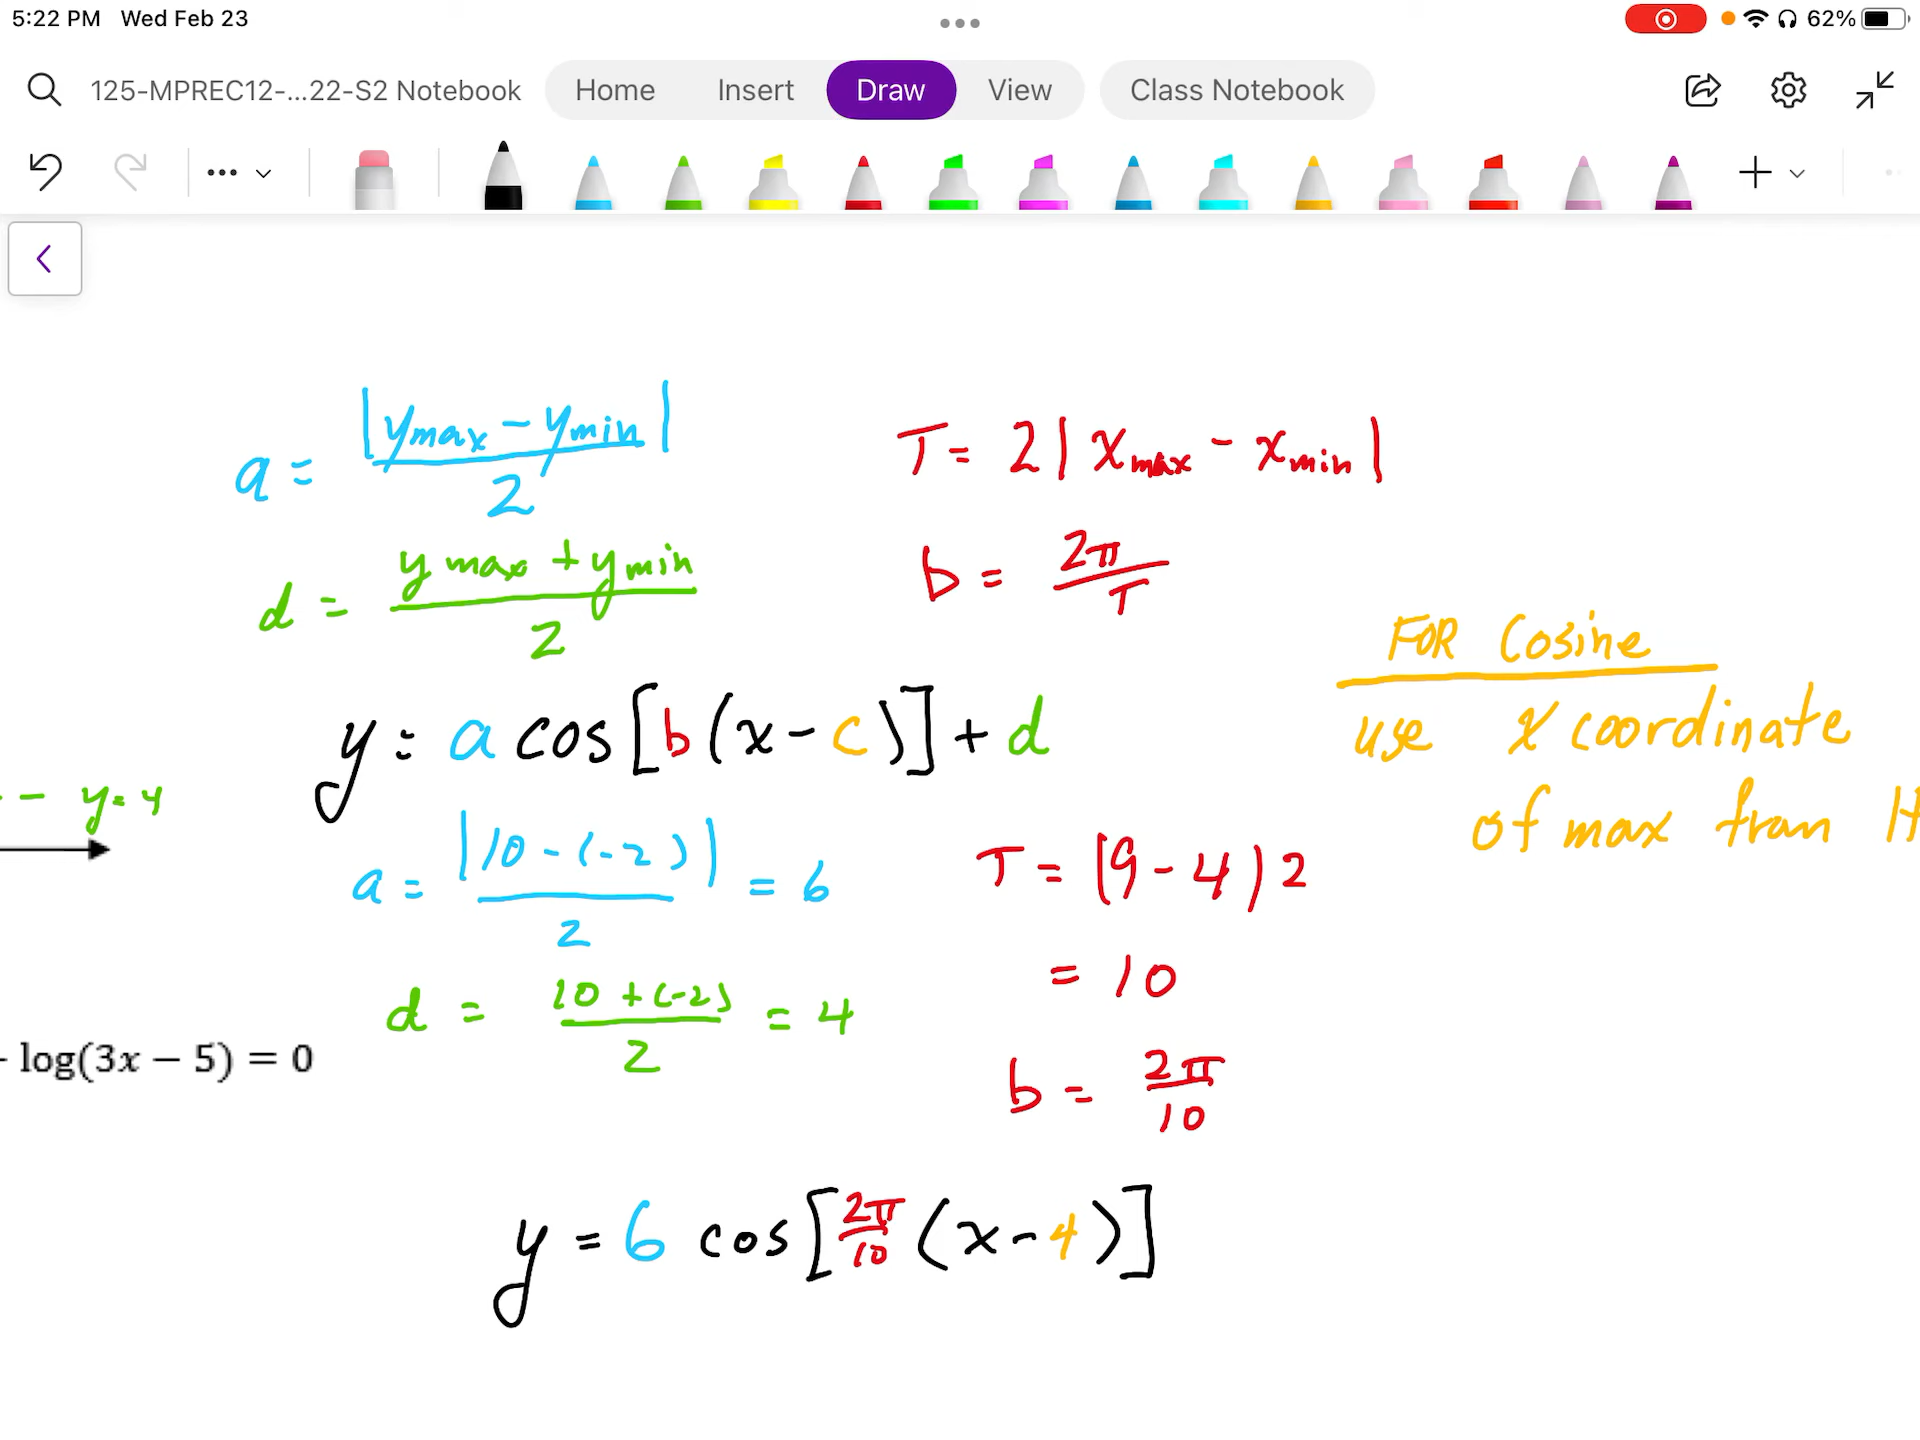 5:22 PM Wed Feb 23
62%
125-MPREC12-...22-S2 Notebook Home Insert Draw View Class Notebook
a = |ymax - ymin| / 2
T = 2|xmax - xmin|
d = ymax + ymin / 2
b = 2π / T
FOR Cosine
y = a cos[b(x - c)] + d
use x coordinate
- - y = 4
of max from H
a = |10 - (-2)| / 2 = 6
T = (9 - 4)2
= 10
d = 10 + (-2) / 2 = 4
- log(3x − 5) = 0
b = 2π / 10
y = 6 cos[2π/10 (x - 4)]